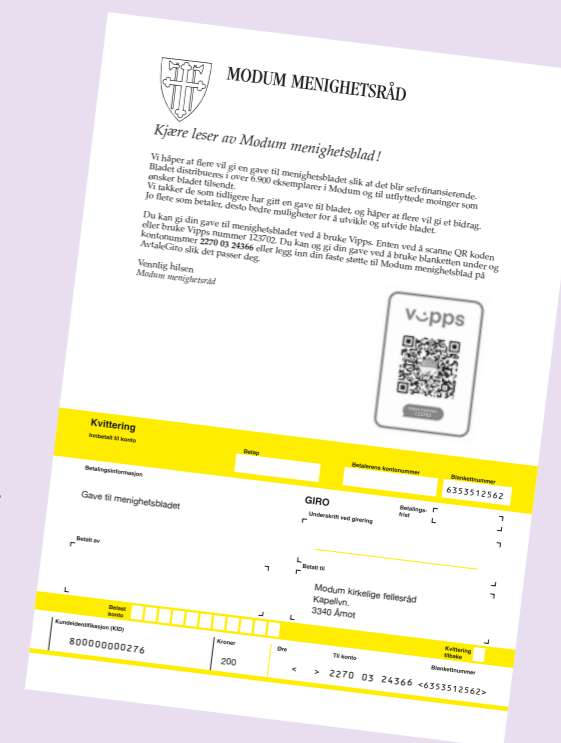 MODUM MENIGHETSRÅD
Kjære leser av Modum menighetsblad!
Vi håper at flere vil gi en gave til menighetsbladet slik at det blir selvfinansierende.
Bladet distribueres i over 6.900 eksemplarer i Modum og til utflyttede moinger som
ønsker bladet tilsendt.
Vi takker de som tidligere har gitt en gave til bladet, og håper at flere vil gi et bidrag.
Jo flere som betaler, desto bedre muligheter for å utvikle og utvide bladet.
Du kan gi din gave til menighetsbladet ved å bruke Vipps. Enten ved å scanne QR koden
eller bruke Vipps nummer 123702. Du kan og gi din gave ved å bruke blanketten under og
kontonummer 2270 03 24366 eller legg inn din faste støtte til Modum menighetsblad på
AvtaleGiro slik det passer deg.
Vennlig hilsen
Modum menighetsråd
vipps
123702
Kvittering
Innbetalt til konto
Beløp
Betalerens kontonummer
Blankettnummer
6353512562
Betalingsinformasjon
Gave til menighetsbladet
GIRO
Betalings-
frist
Underskrift ved girering
Betalt av
Betalt til
Modum kirkelige fellesråd
Kapellvn.
3340 Åmot
Belast
konto
Kvittering
tilbake
Kundeidentifikasjon (KID)
Kroner
Øre
Til konto
Blankettnummer
800000000276
200
< > 2270 03 24366 <6353512562>